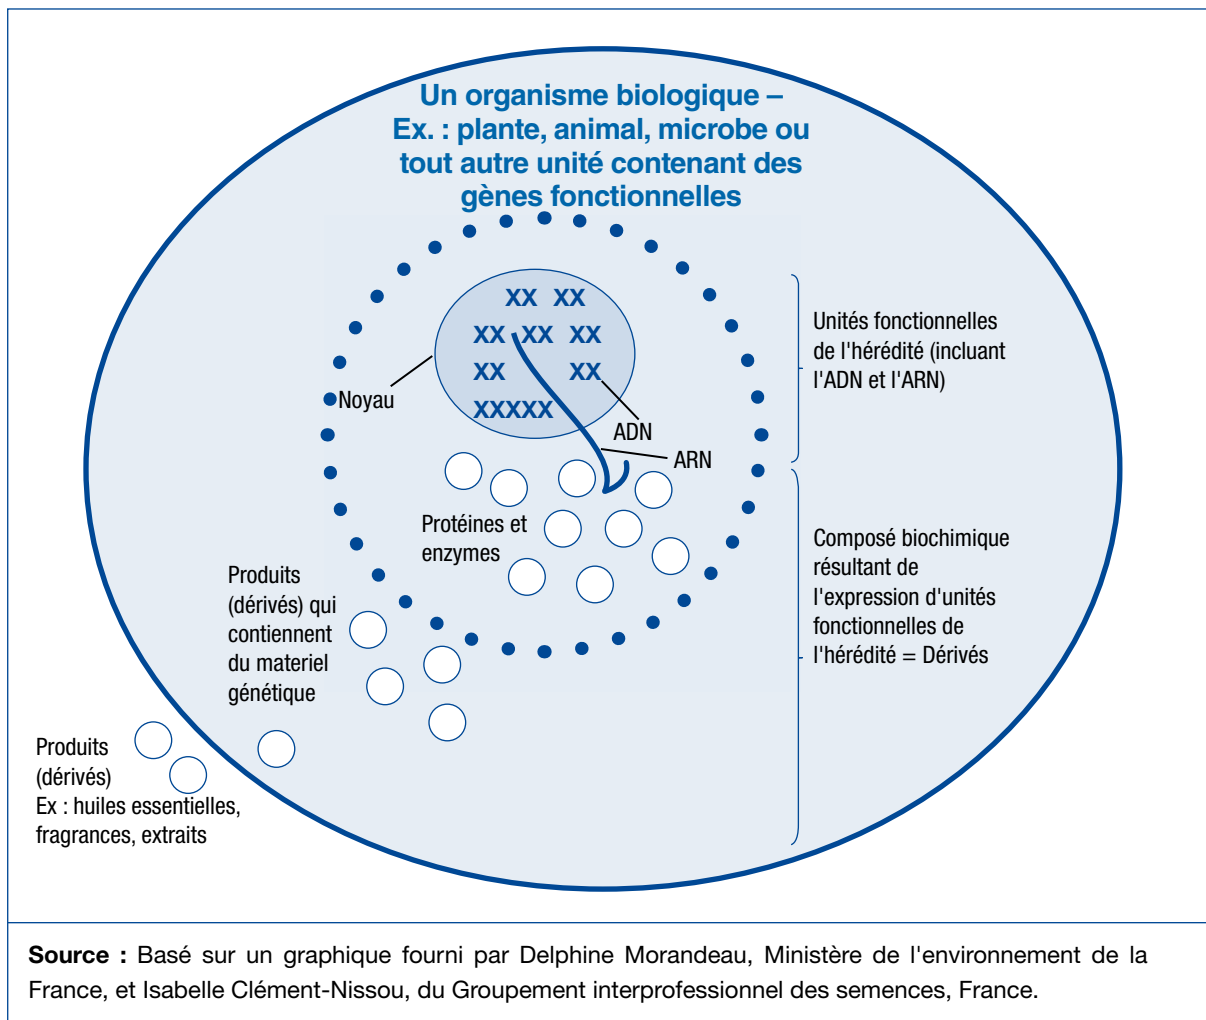 Un organisme biologique –
Ex. : plante, animal, microbe ou
tout autre unité contenant des
gènes fonctionnelles
XX XX
XX XX XX
XX XX
XXXXX
Noyau
ADN
ARN
Unités fonctionnelles
de l'hérédité (incluant
l'ADN et l'ARN)
Protéines et
enzymes
Composé biochimique
résultant de
l'expression d'unités
fonctionnelles de
l'hérédité = Dérivés
Produits
(dérivés) qui
contiennent
du materiel
génétique
Produits
(dérivés)
Ex : huiles essentielles,
fragrances, extraits
Source : Basé sur un graphique fourni par Delphine Morandeau, Ministère de l'environnement de la
France, et Isabelle Clément-Nissou, du Groupement interprofessionnel des semences, France.